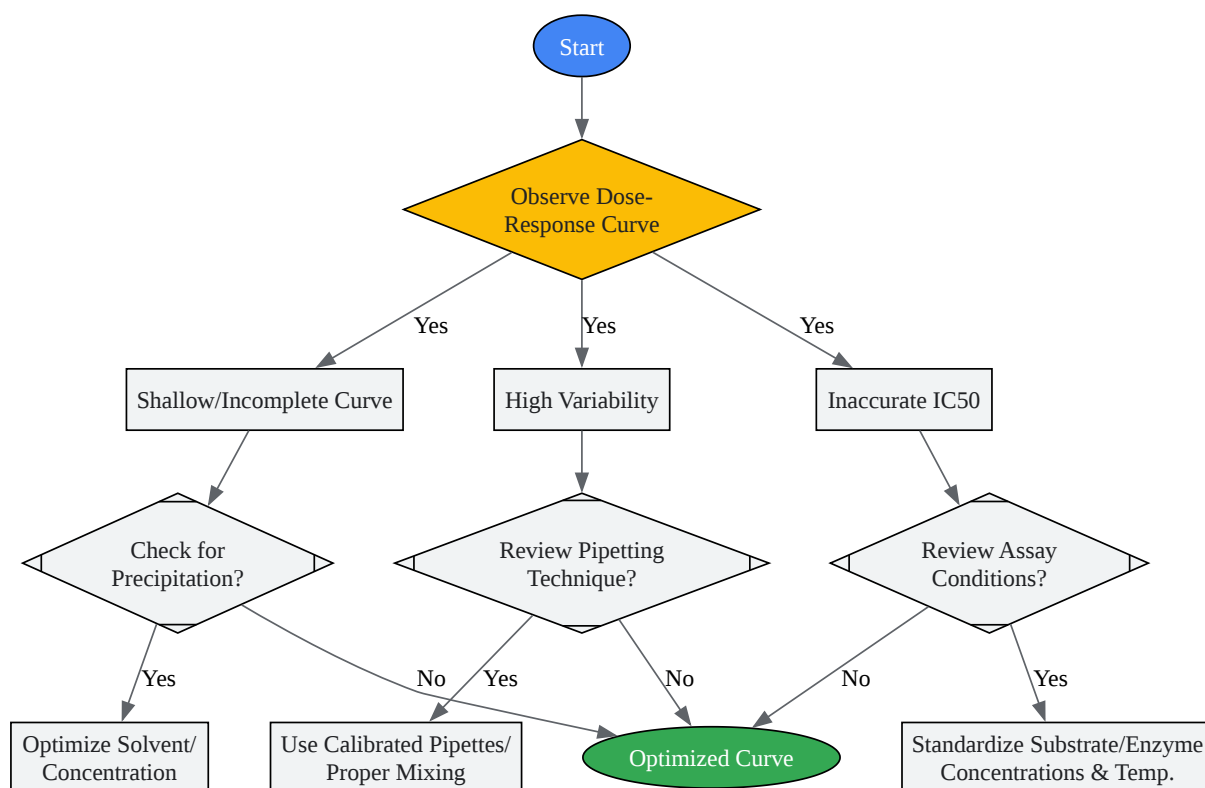 Start
Observe Dose-
Response Curve
Yes
Yes
Yes
Shallow/Incomplete Curve
High Variability
Inaccurate IC50
Check for
Precipitation?
Review Pipetting
Technique?
Review Assay
Conditions?
Yes
No
Yes
No
No
Yes
Optimize Solvent/
Concentration
Use Calibrated Pipettes/
Proper Mixing
Optimized Curve
Standardize Substrate/Enzyme
Concentrations & Temp.